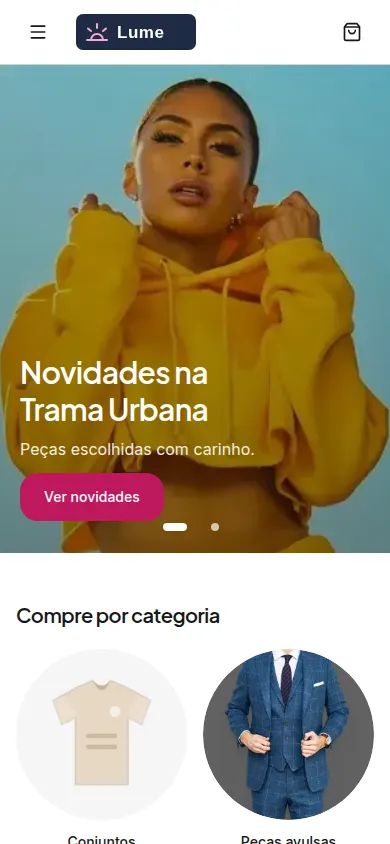 Lume
Novidades na
Trama Urbana
Peças escolhidas com carinho.
Ver novidades
Compre por categoria
Conjuntos
Peças avulsas